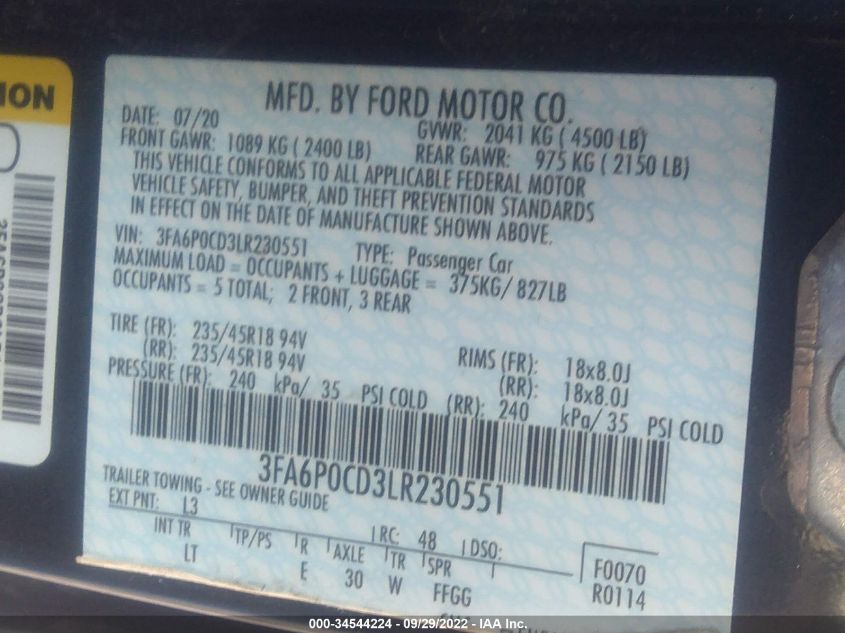 ION
MFD. BY FORD MOTOR CO.
DATE: 07/20
GVWR: 2041 KG ( 4500 LB)
FRONT GAWR: 1089 KG ( 2400 LB)
REAR GAWR: 975 KG ( 2150 LB)
THIS VEHICLE CONFORMS TO ALL APPLICABLE FEDERAL MOTOR
VEHICLE SAFETY, BUMPER, AND THEFT PREVENTION STANDARDS
IN EFFECT ON THE DATE OF MANUFACTURE SHOWN ABOVE.
VIN: 3FA6P0CD3LR230551 TYPE: Passenger Car
MAXIMUM LOAD = OCCUPANTS + LUGGAGE = 375KG/ 827LB
OCCUPANTS = 5 TOTAL; 2 FRONT, 3 REAR
TIRE (FR): 235/45R18 94V RIMS (FR): 18x8.0J
(RR): 235/45R18 94V (RR): 18x8.0J
PRESSURE (FR): 240 kPa/ 35 PSI COLD (RR): 240 kPa/ 35 PSI COLD
3FA6P0CD3LR230551
TRAILER TOWING - SEE OWNER GUIDE
EXT PNT: L3 RC: 48 DSO:
INT TR TP/PS R AXLE TR SPR F0070
LT E 30 W FFGG R0114
000-34544224 - 09/29/2022 - IAA Inc.